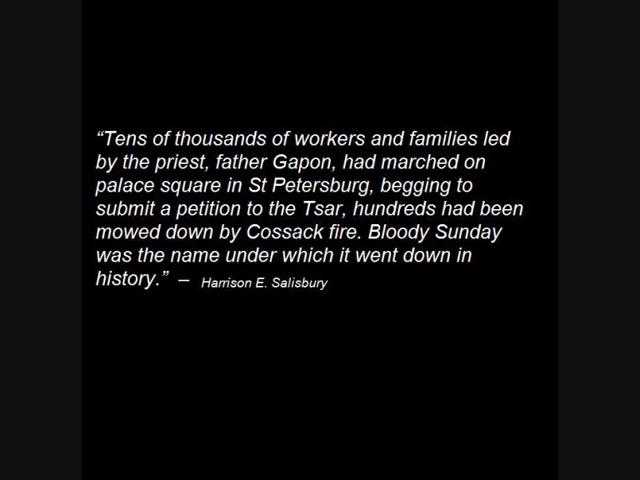 “Tens of thousands of workers and families led
by the priest, father Gapon, had marched on
palace square in St Petersburg, begging to
submit a petition to the Tsar, hundreds had been
mowed down by Cossack fire. Bloody Sunday
was the name under which it went down in
history.” – Harrison E. Salisbury